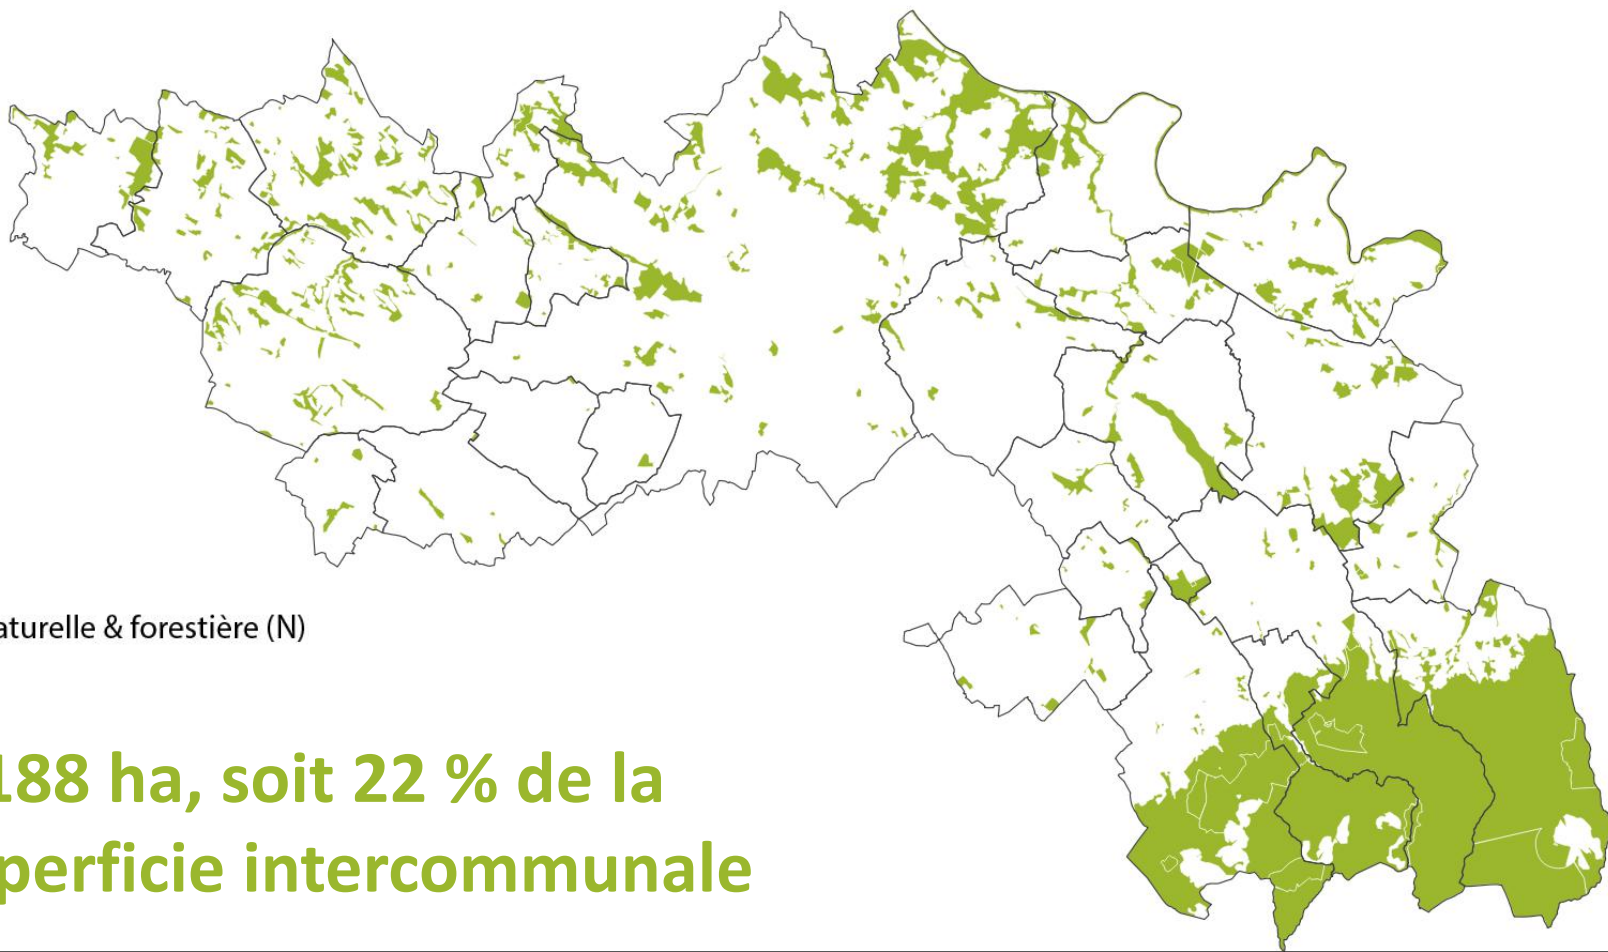 aturelle & forestière (N)
188 ha, soit 22 % de la
perficie intercommunale